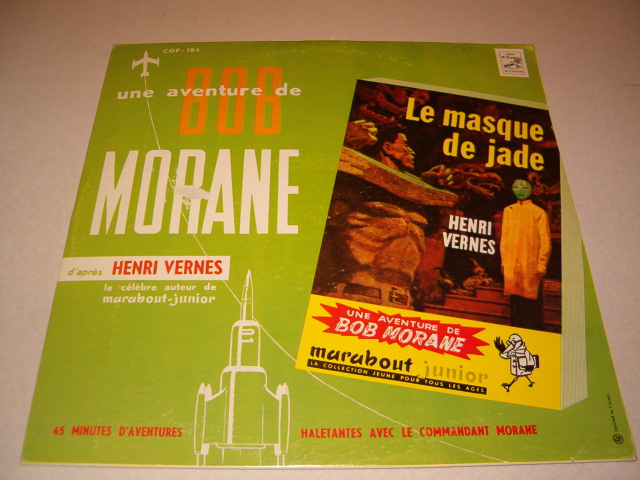 CGP-184
une aventure de
BOB
MORANE
d'après HENRI VERNES
le célèbre auteur de
marabout-junior
Le masque
de jade
HENRI
VERNES
UNE AVENTURE DE
BOB MORANE
marabout junior
LA COLLECTION JEUNE POUR TOUS LES AGES
45 MINUTES D'AVENTURES
HALETANTES AVEC LE COMMANDANT MORANE